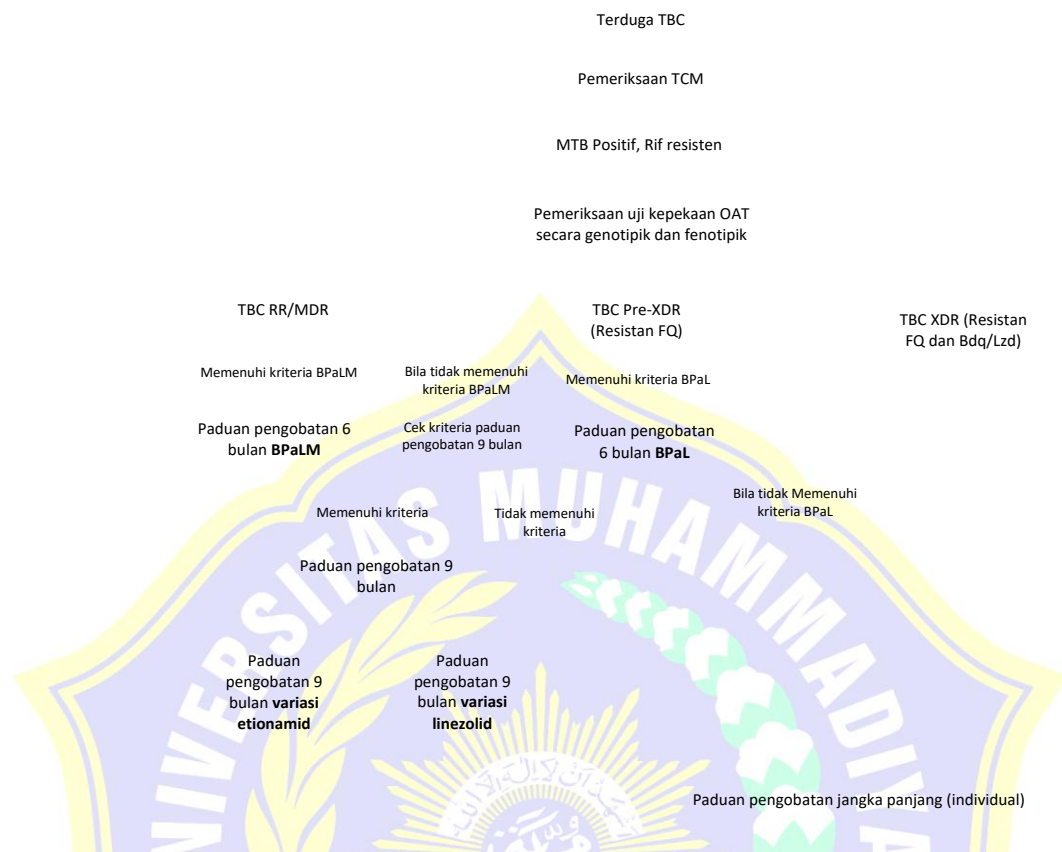 Terduga TBC
Pemeriksaan TCM
MTB Positif, Rif resisten
Pemeriksaan uji kepekaan OAT
secara genotipik dan fenotipik
TBC RR/MDR
TBC Pre-XDR
(Resistan FQ)
TBC XDR (Resistan
FQ dan Bdq/Lzd)
Memenuhi kriteria BPaLM
Bila tidak memenuhi
kriteria BPaLM
Memenuhi kriteria BPaL
Paduan pengobatan 6
bulan BPaLM
Cek kriteria paduan
pengobatan 9 bulan
Paduan pengobatan
6 bulan BPaL
Bila tidak Memenuhi
kriteria BPaL
Memenuhi kriteria
Tidak memenuhi
kriteria
Paduan pengobatan 9
bulan
Paduan
pengobatan 9
bulan variasi
etionamid
Paduan
pengobatan 9
bulan variasi
linezolid
Paduan pengobatan jangka panjang (individual)
NIVERSITAS MUHAMMADIYA